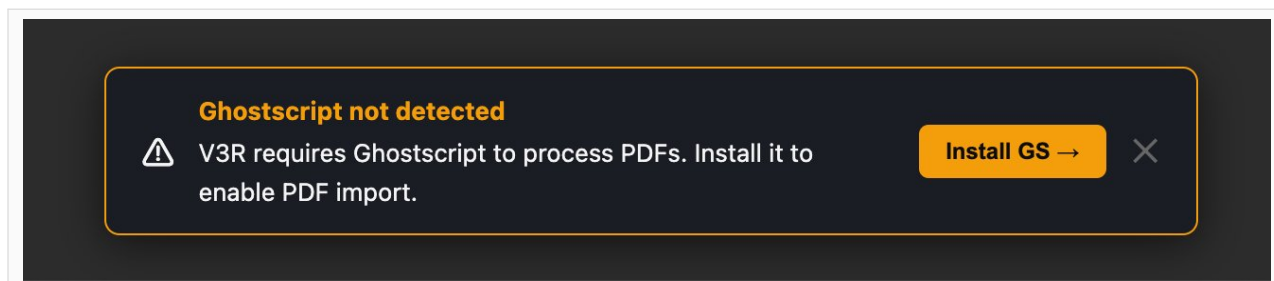 Ghostscript not detected
V3R requires Ghostscript to process PDFs. Install it to
enable PDF import.
Install GS →